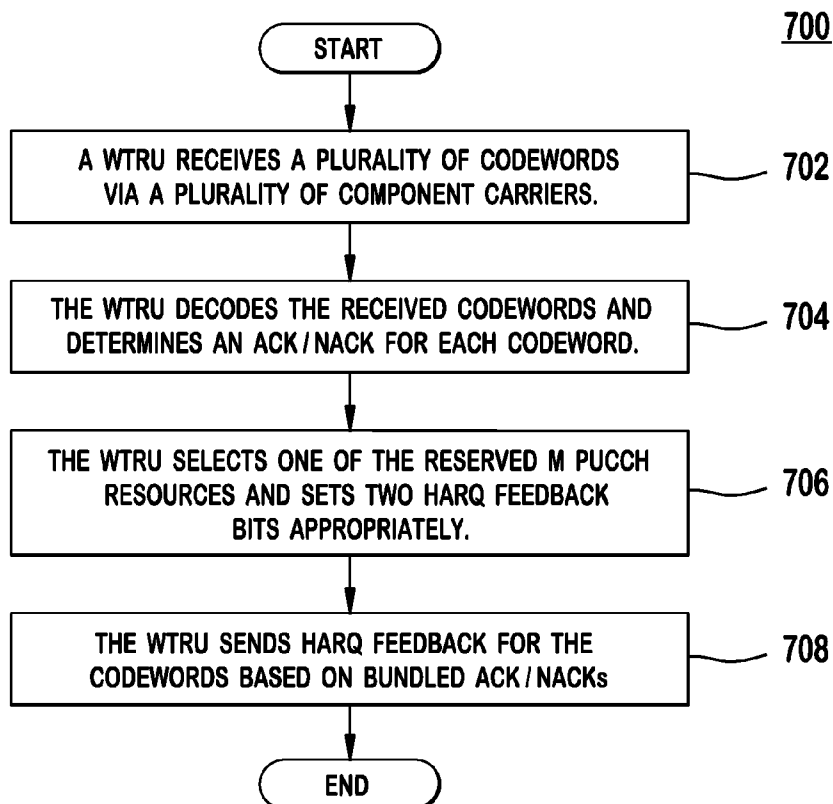 700
START
A WTRU RECEIVES A PLURALITY OF CODEWORDS
VIA A PLURALITY OF COMPONENT CARRIERS.
702
THE WTRU DECODES THE RECEIVED CODEWORDS AND
DETERMINES AN ACK/NACK FOR EACH CODEWORD.
704
THE WTRU SELECTS ONE OF THE RESERVED M PUCCH
RESOURCES AND SETS TWO HARQ FEEDBACK
BITS APPROPRIATELY.
706
THE WTRU SENDS HARQ FEEDBACK FOR THE
CODEWORDS BASED ON BUNDLED ACK/NACKs
708
END